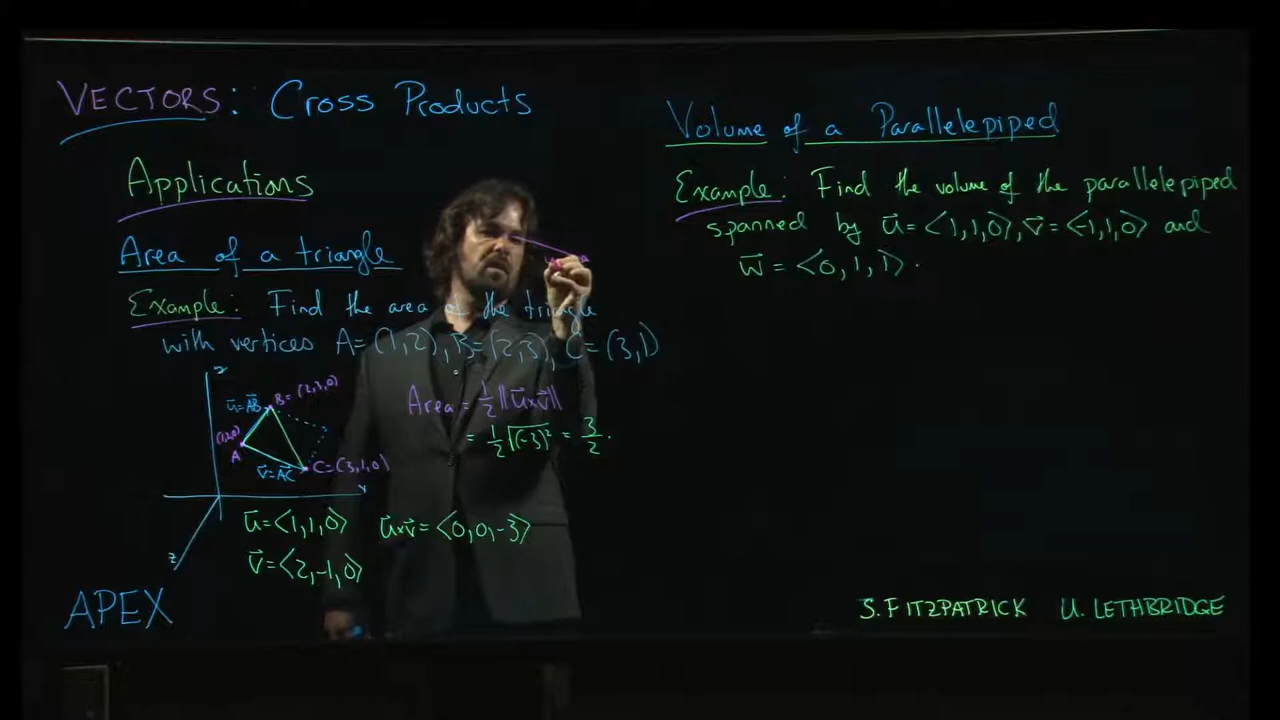 VECTORS: Cross Products
Applications
Area of a triangle
Example: Find the area of the triangle
with vertices A=(1,2), B=(2,3), C=(3,1)
z
B=(2,3,0)
u⃗=AB⃗
(1,2,0)
A
v⃗=AC⃗
C=(3,1,0)
Area = 1/2 ||u⃗×v⃗||
= 1/2 √(-3)² = 3/2.
u⃗=⟨1,1,0⟩ u⃗×v⃗=⟨0,0,-3⟩
v⃗=⟨2,-1,0⟩
APEX
Volume of a Parallelepiped
Example: Find the volume of the parallelepiped
spanned by u⃗=⟨1,1,0⟩, v⃗=⟨-1,1,0⟩ and
w⃗=⟨0,1,1⟩.
S. FITZPATRICK U. LETHBRIDGE